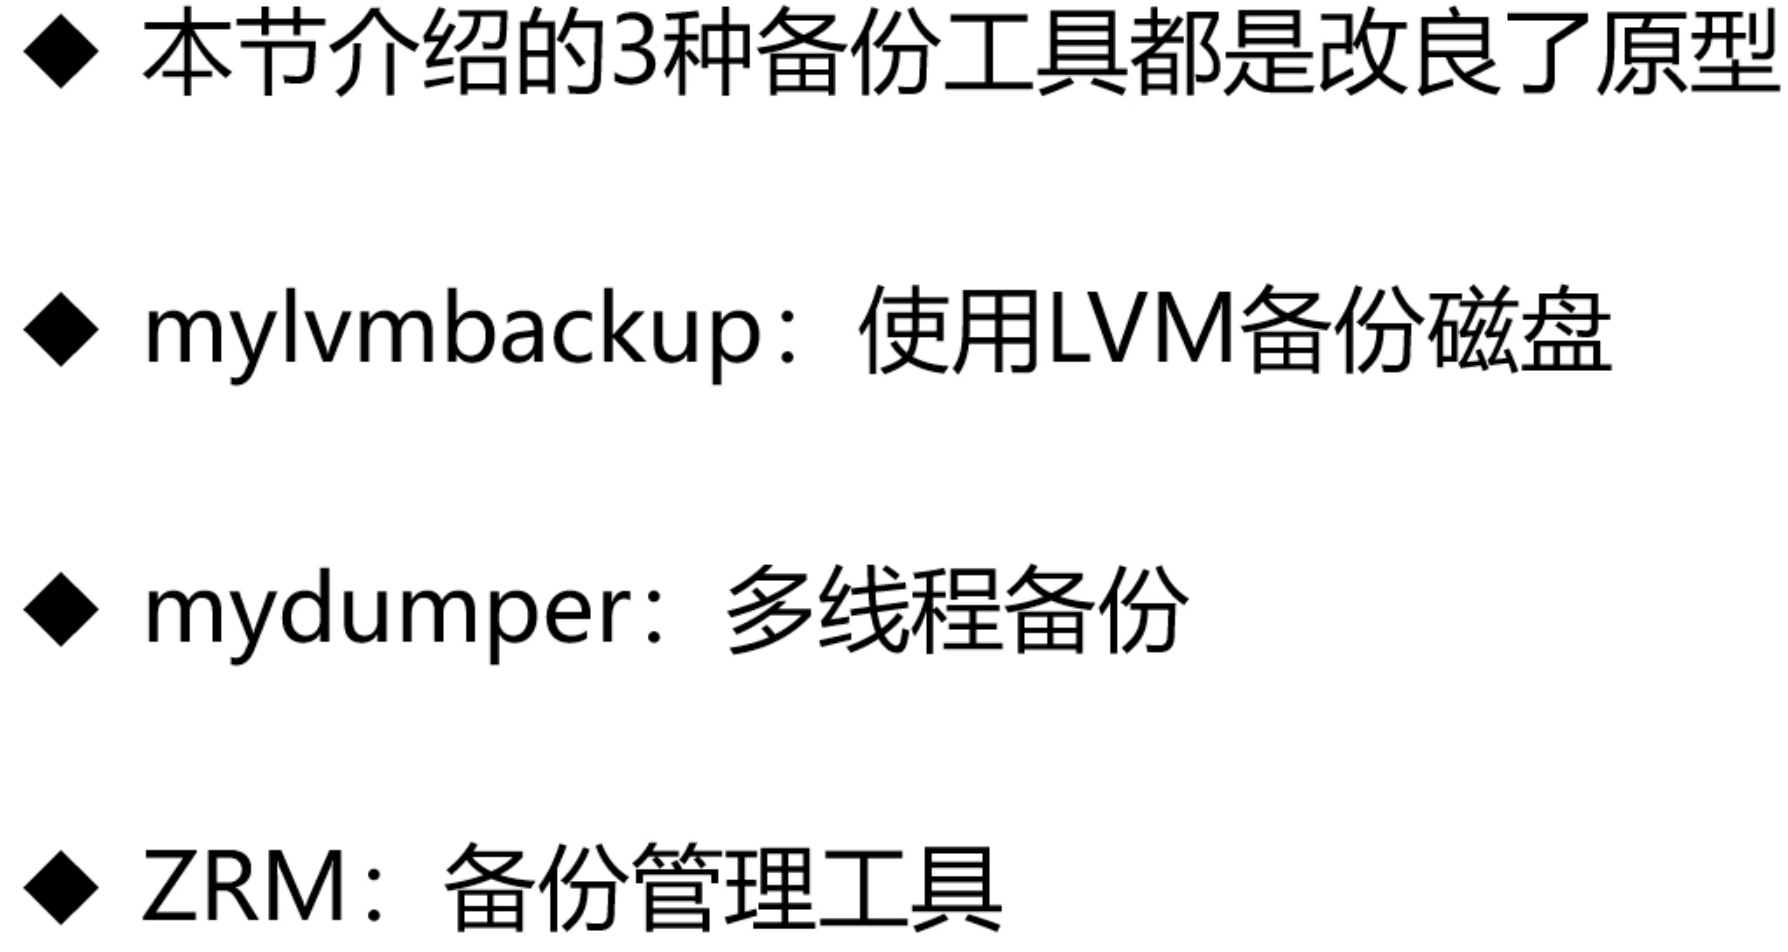 ◆ 本节介绍的3种备份工具都是改良了原型
◆ mylvmbackup：使用LVM备份磁盘
◆ mydumper：多线程备份
◆ ZRM：备份管理工具